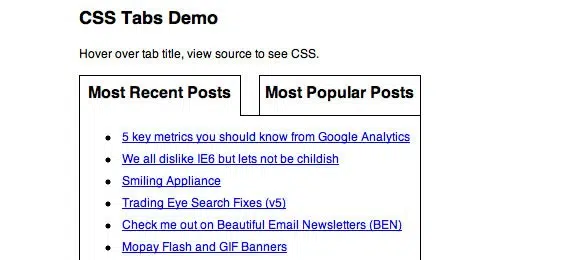 CSS Tabs Demo
Hover over tab title, view source to see CSS.
Most Recent Posts Most Popular Posts
5 key metrics you should know from Google Analytics
We all dislike IE6 but lets not be childish
Smiling Appliance
Trading Eye Search Fixes (v5)
Check me out on Beautiful Email Newsletters (BEN)
Mopay Flash and GIF Banners